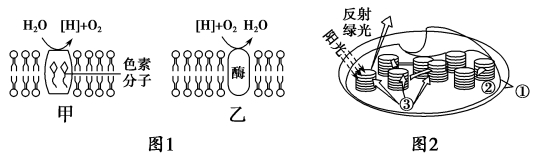 H₂O [H]+O₂
色素
分子
甲
[H]+O₂ H₂O
酶
乙
图1
反射
绿光
阳光
①
②
③
图2